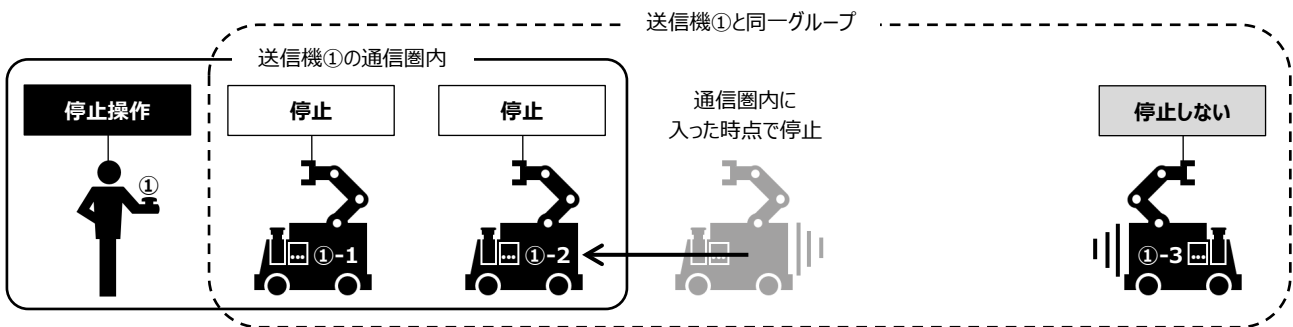 送信機①と同一グループ
送信機①の通信圏内
停止操作
停止
停止
通信圏内に
入った時点で停止
停止しない
①
①-1
①-2
①-3